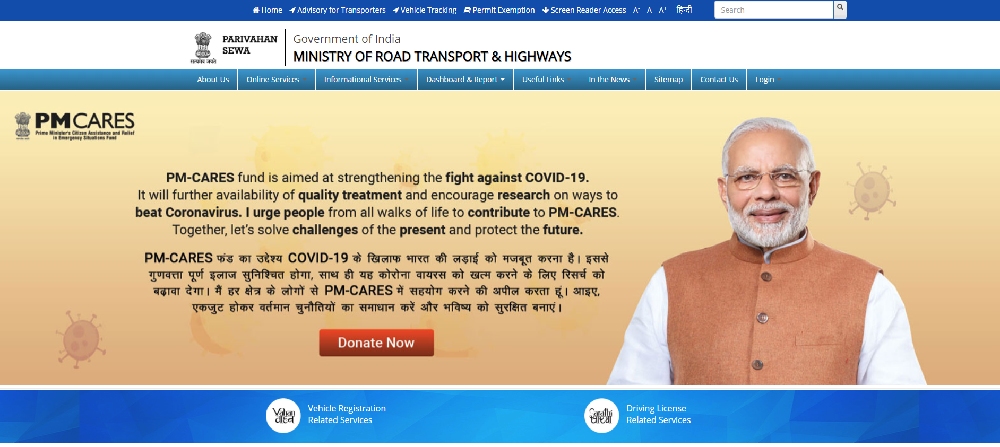 Home Advisory for Transporters Vehicle Tracking Permit Exemption Screen Reader Access A- A A+ हिन्दी Search
PARIVAHAN
SEWA
सत्यमेव जयते
Government of India
MINISTRY OF ROAD TRANSPORT & HIGHWAYS
About Us Online Services Informational Services Dashboard & Report Useful Links In the News Sitemap Contact Us Login
PM CARES
Prime Minister's Citizen Assistance and Relief
in Emergency Situations Fund
PM-CARES fund is aimed at strengthening the fight against COVID-19.
It will further availability of quality treatment and encourage research on ways to
beat Coronavirus. I urge people from all walks of life to contribute to PM-CARES.
Together, let's solve challenges of the present and protect the future.
PM-CARES फंड का उद्देश्य COVID-19 के खिलाफ भारत की लड़ाई को मजबूत करना है। इससे
गुणवत्ता पूर्ण इलाज सुनिश्चित होगा, साथ ही यह कोरोना वायरस को खत्म करने के लिए रिसर्च को
बढ़ावा देगा। मैं हर क्षेत्र के लोगों से PM-CARES में सहयोग करने की अपील करता हूं। आइए,
एकजुट होकर वर्तमान चुनौतियों का समाधान करें और भविष्य को सुरक्षित बनाएं।
Donate Now
Vahan
वाहन
Vehicle Registration
Related Services
Sarathi
सारथी
Driving License
Related Services